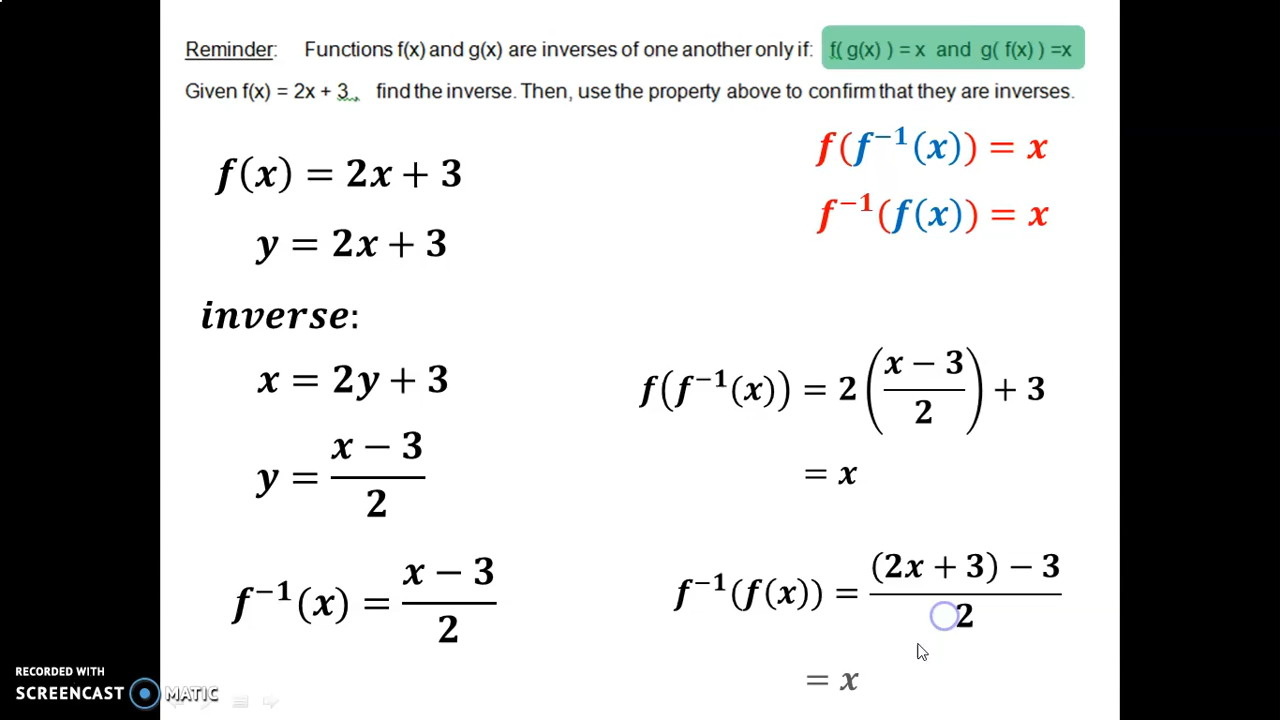 Reminder: Functions f(x) and g(x) are inverses of one another only if: f( g(x) ) = x and g( f(x) ) =x
Given f(x) = 2x + 3 , find the inverse. Then, use the property above to confirm that they are inverses.
f(x) = 2x + 3
y = 2x + 3
inverse:
x = 2y + 3
y = (x − 3)/2
f⁻¹(x) = (x − 3)/2
f(f⁻¹(x)) = x
f⁻¹(f(x)) = x
f(f⁻¹(x)) = 2((x − 3)/2) + 3
= x
f⁻¹(f(x)) = ((2x + 3) − 3)/2
= x
RECORDED WITH
SCREENCAST MATIC